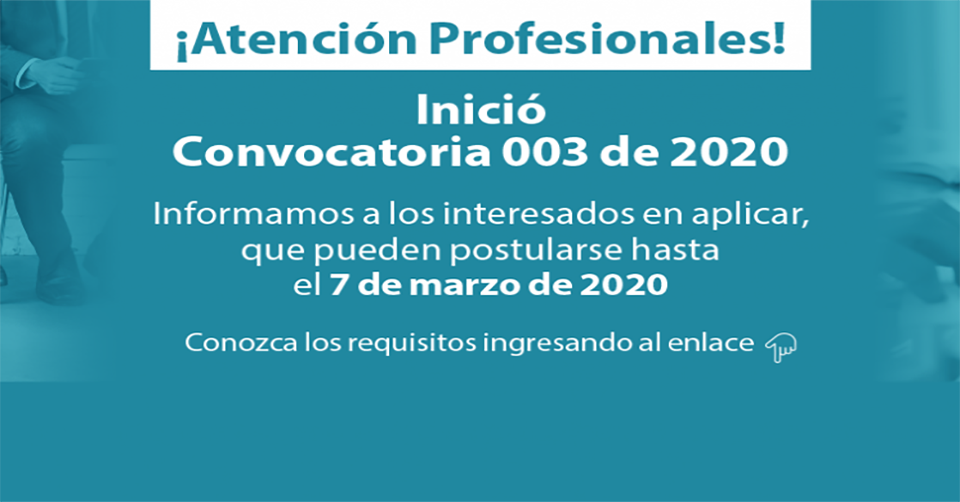 ¡Atención Profesionales!
Inició
Convocatoria 003 de 2020
Informamos a los interesados en aplicar,
que pueden postularse hasta
el 7 de marzo de 2020
Conozca los requisitos ingresando al enlace